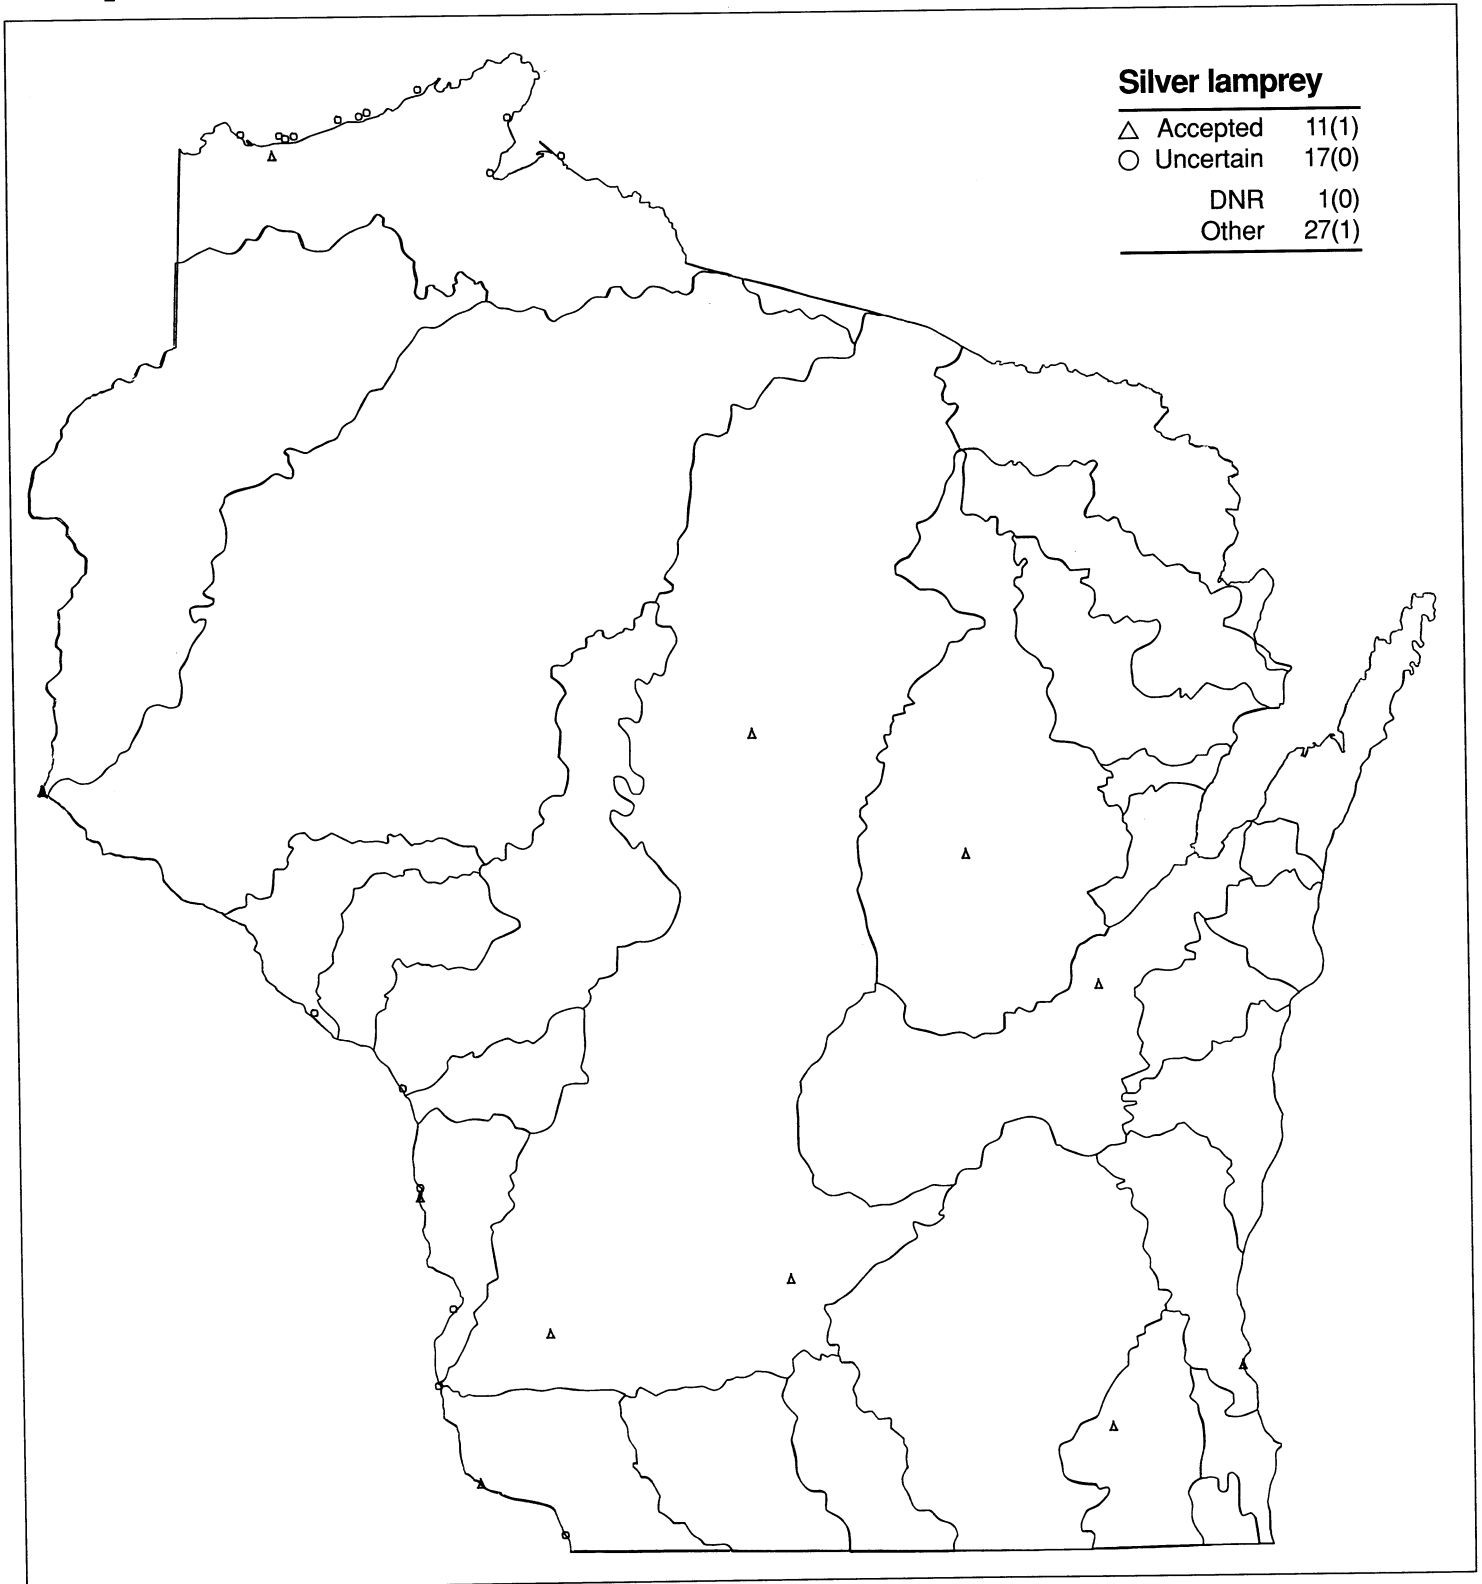 Silver lamprey
△ Accepted 11(1)
○ Uncertain 17(0)
DNR 1(0)
Other 27(1)